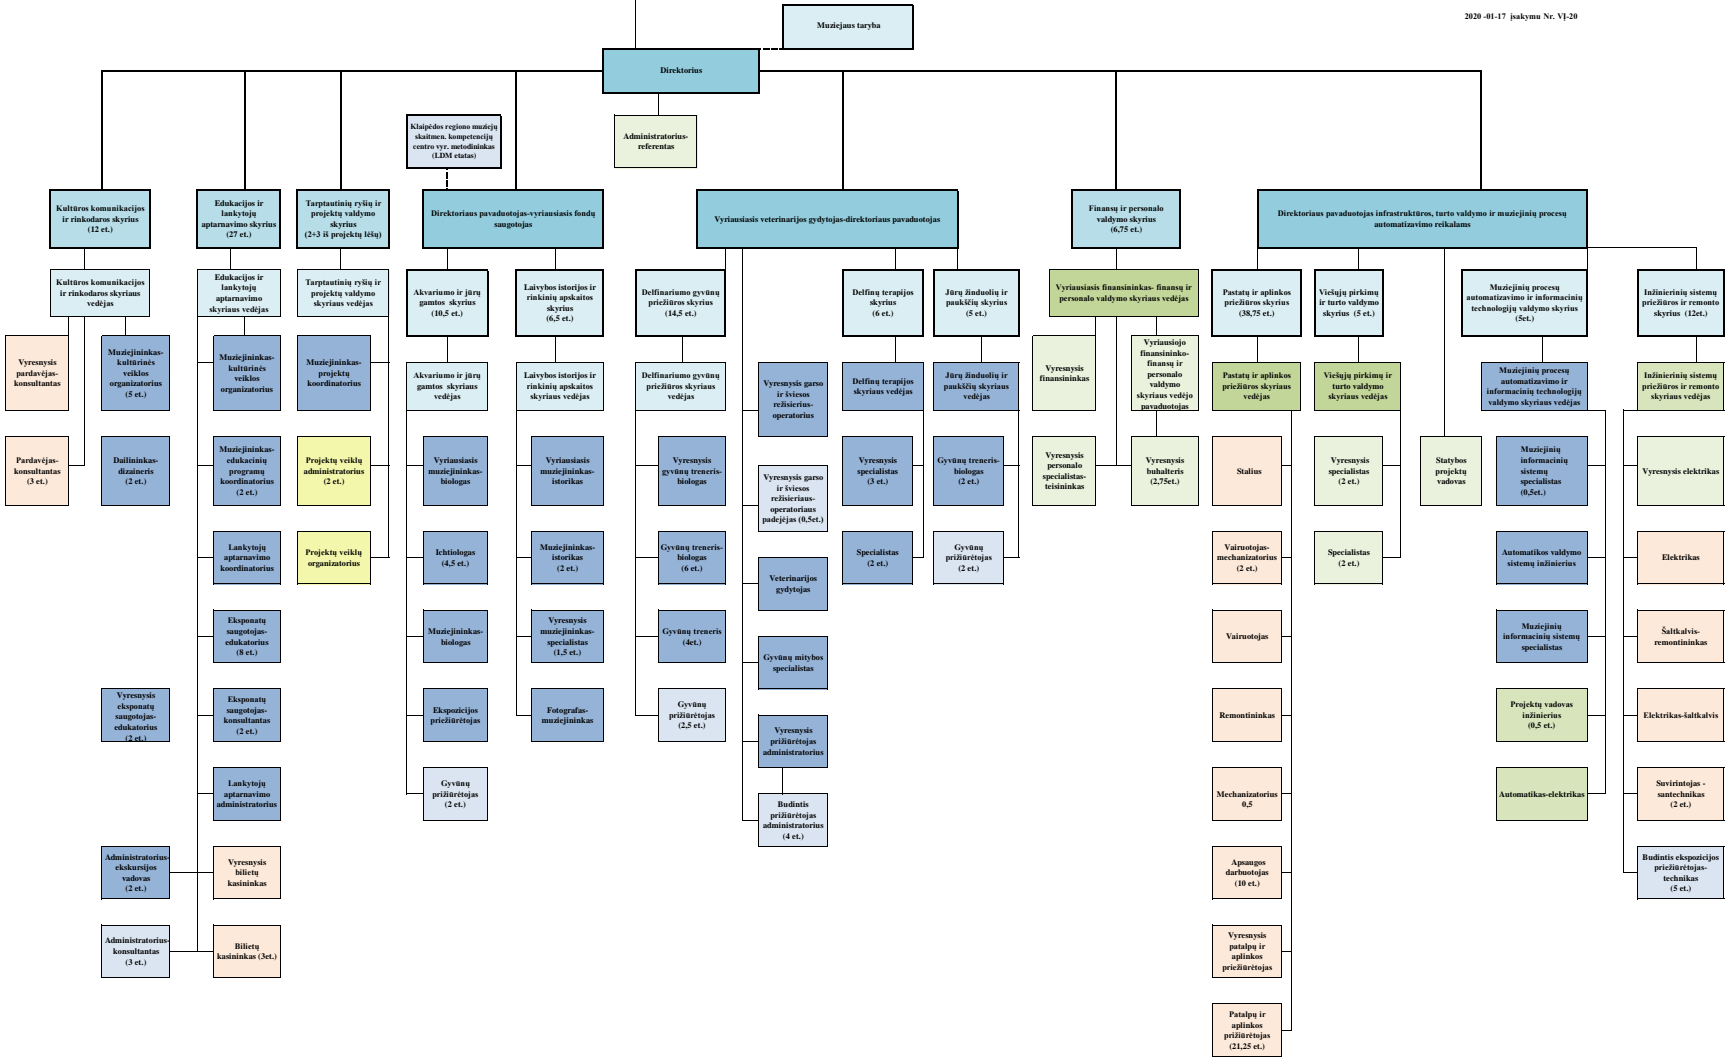 Muziejaus taryba
2020 -01-17 įsakymu Nr. VĮ-20
Direktorius
Klaipėdos regiono muziejų
skaitmen. kompetencijų
centro vyr. metodininkas
(LDM etatas)
Administratorius-
referentas
Kultūros komunikacijos
ir rinkodaros skyrius
(12 et.)
Edukacijos ir
lankytojų
aptarnavimo skyrius
(27 et.)
Tarptautinių ryšių ir
projektų valdymo
skyrius
(2+3 iš projektų lėšų)
Direktoriaus pavaduotojas-vyriausiasis fondų
saugotojas
Vyriausiasis veterinarijos gydytojas-direktoriaus pavaduotojas
Finansų ir personalo
valdymo skyrius
(6,75 et.)
Direktoriaus pavaduotojas infrastruktūros, turto valdymo ir muziejinių procesų
automatizavimo reikalams
Kultūros komunikacijos
ir rinkodaros skyriaus
vedėjas
Edukacijos ir
lankytojų
aptarnavimo
skyriaus vedėjas
Tarptautinių ryšių ir
projektų valdymo
skyriaus vedėjas
Akvariumo ir jūrų
gamtos skyrius
(10,5 et.)
Laivybos istorijos ir
rinkinių apskaitos
skyrius
(6,5 et.)
Delfinariumo gyvūnų
priežiūros skyrius
(14,5 et.)
Delfinų terapijos
skyrius
(6 et.)
Jūrų žinduolių ir
paukščių skyrius
(5 et.)
Vyriausiasis finansininkas- finansų ir
personalo valdymo skyriaus vedėjas
Pastatų ir aplinkos
priežiūros skyrius
(38,75 et.)
Viešųjų pirkimų
ir turto valdymo
skyrius (5 et.)
Muziejinių procesų
automatizavimo ir informacinių
technologijų valdymo skyrius
(5et.)
Inžinierinių sistemų
priežiūros ir remonto
skyrius (12et.)
Vyresnysis
pardavėjas-
konsultantas
Muziejininkas-
kultūrinės
veiklos
organizatorius
(5 et.)
Muziejininkas-
kultūrinės
veiklos
organizatorius
Muziejininkas-
projektų
koordinatorius
Akvariumo ir jūrų
gamtos skyriaus
vedėjas
Laivybos istorijos ir
rinkinių apskaitos
skyriaus vedėjas
Delfinariumo gyvūnų
priežiūros skyriaus
vedėjas
Vyresnysis garso
ir šviesos
režisierius-
operatorius
Delfinų terapijos
skyriaus vedėjas
Jūrų žinduolių ir
paukščių skyriaus
vedėjas
Vyresnysis
finansininkas
Vyriausiojo
finansininko-
finansų ir
personalo
valdymo
skyriaus vedėjo
pavaduotojas
Pastatų ir aplinkos
priežiūros skyriaus
vedėjas
Viešųjų pirkimų ir
turto valdymo
skyriaus vedėjas
Muziejinių procesų
automatizavimo ir
informacinių technologijų
valdymo skyriaus vedėjas
Inžinierinių sistemų
priežiūros ir remonto
skyriaus vedėjas
Pardavėjas-
konsultantas
(3 et.)
Dailininkas-
dizaineris
(2 et.)
Muziejininkas-
edukacinių
programų
koordinatorius
(2 et.)
Projektų veiklų
administratorius
(2 et.)
Vyriausiasis
muziejininkas-
biologas
Vyriausiasis
muziejininkas-
istorikas
Vyresnysis
gyvūnų treneris-
biologas
Vyresnysis garso
ir šviesos
režisieriaus-
operatoriaus
padejėjas (0,5et.)
Vyresnysis
specialistas
(3 et.)
Gyvūnų treneris-
biologas
(2 et.)
Vyresnysis
personalo
specialistas-
teisininkas
Vyresnysis
buhalteris
(2,75et.)
Stalius
Vyresnysis
specialistas
(2 et.)
Statybos
projektų
vadovas
Muziejinių
informacinių
sistemų
specialistas
(0,5et.)
Vyresnysis elektrikas
Lankytojų
aptarnavimo
koordinatorius
Projektų veiklų
organizatorius
Ichtiologas
(4,5 et.)
Muziejininkas-
istorikas
(2 et.)
Gyvūnų treneris-
biologas
(6 et.)
Veterinarijos
gydytojas
Specialistas
(2 et.)
Gyvūnų
prižiūrėtojas
(2 et.)
Vairuotojas-
mechanizatorius
(2 et.)
Specialistas
(2 et.)
Automatikos valdymo
sistemų inžinierius
Elektrikas
Eksponatų
saugotojas-
edukatorius
(8 et.)
Muziejininkas-
biologas
Vyresnysis
muziejininkas-
specialistas
(1,5 et.)
Gyvūnų treneris
(4et.)
Gyvūnų mitybos
specialistas
Vairuotojas
Muziejinių
informacinių sistemų
specialistas
Šaltkalvis-
remontininkas
Vyresnysis
eksponatų
saugotojas-
edukatorius
(2 et.)
Eksponatų
saugotojas-
konsultantas
(2 et.)
Ekspozicijos
priežiūrėtojas
Fotografas-
muziejininkas
Gyvūnų
prižiūrėtojas
(2,5 et.)
Vyresnysis
prižiūrėtojas
administratorius
Remontininkas
Projektų vadovas
inžinierius
(0,5 et.)
Elektrikas-šaltkalvis
Lankytojų
aptarnavimo
administratorius
Gyvūnų
prižiūrėtojas
(2 et.)
Budintis
prižiūrėtojas
administratorius
(4 et.)
Mechanizatorius
0,5
Automatikas-elektrikas
Suvirintojas -
santechnikas
(2 et.)
Administratorius-
ekskursijos
vadovas
(2 et.)
Vyresnysis
bilietų
kasininkas
Apsaugos
darbuotojas
(10 et.)
Budintis ekspozicijos
priežiūrėtojas-
technikas
(5 et.)
Administratorius-
konsultantas
(3 et.)
Bilietų
kasininkas (3et.)
Vyresnysis
patalpų ir
aplinkos
priežiūrėtojas
Patalpų ir
aplinkos
prižiūrėtojas
(21,25 et.)